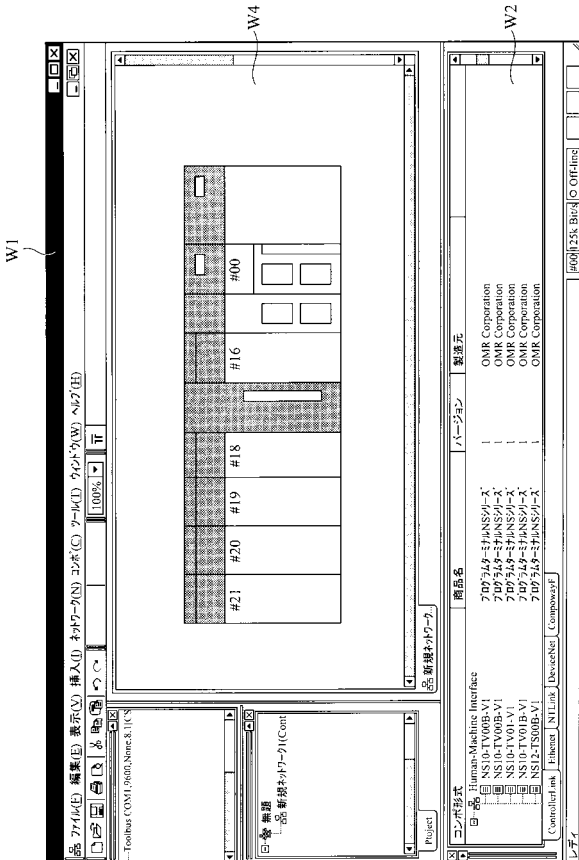 W1
品 ファイル(F) 編集(E) 表示(V) 挿入(I) ネットワーク(N) コンポ(C) ツール(T) ウィンドウ(W) ヘルプ(H)
100%
Toolbus COM1,9600,None,8,1(CS
無題
新規ネットワーク1(Cont
Project
#21
#20
#19
#18
#16
#00
W4
新規ネットワーク...
コンポ形式 商品名 バージョン 製造元
Human-Machine Interface
NS10-TV00B-V1 プログラムターミナルNSシリーズ 1 OMR Corporation
NS10-TV00B-V1 プログラムターミナルNSシリーズ 1 OMR Corporation
NS10-TV01-V1 プログラムターミナルNSシリーズ 1 OMR Corporation
NS10-TV01B-V1 プログラムターミナルNSシリーズ 1 OMR Corporation
NS12-TS00B-V1 プログラムターミナルNSシリーズ 1 OMR Corporation
W2
ControllerLink Ethernet NTLink DeviceNet CompowayF
レディ #00 125k Bit/s Off-line